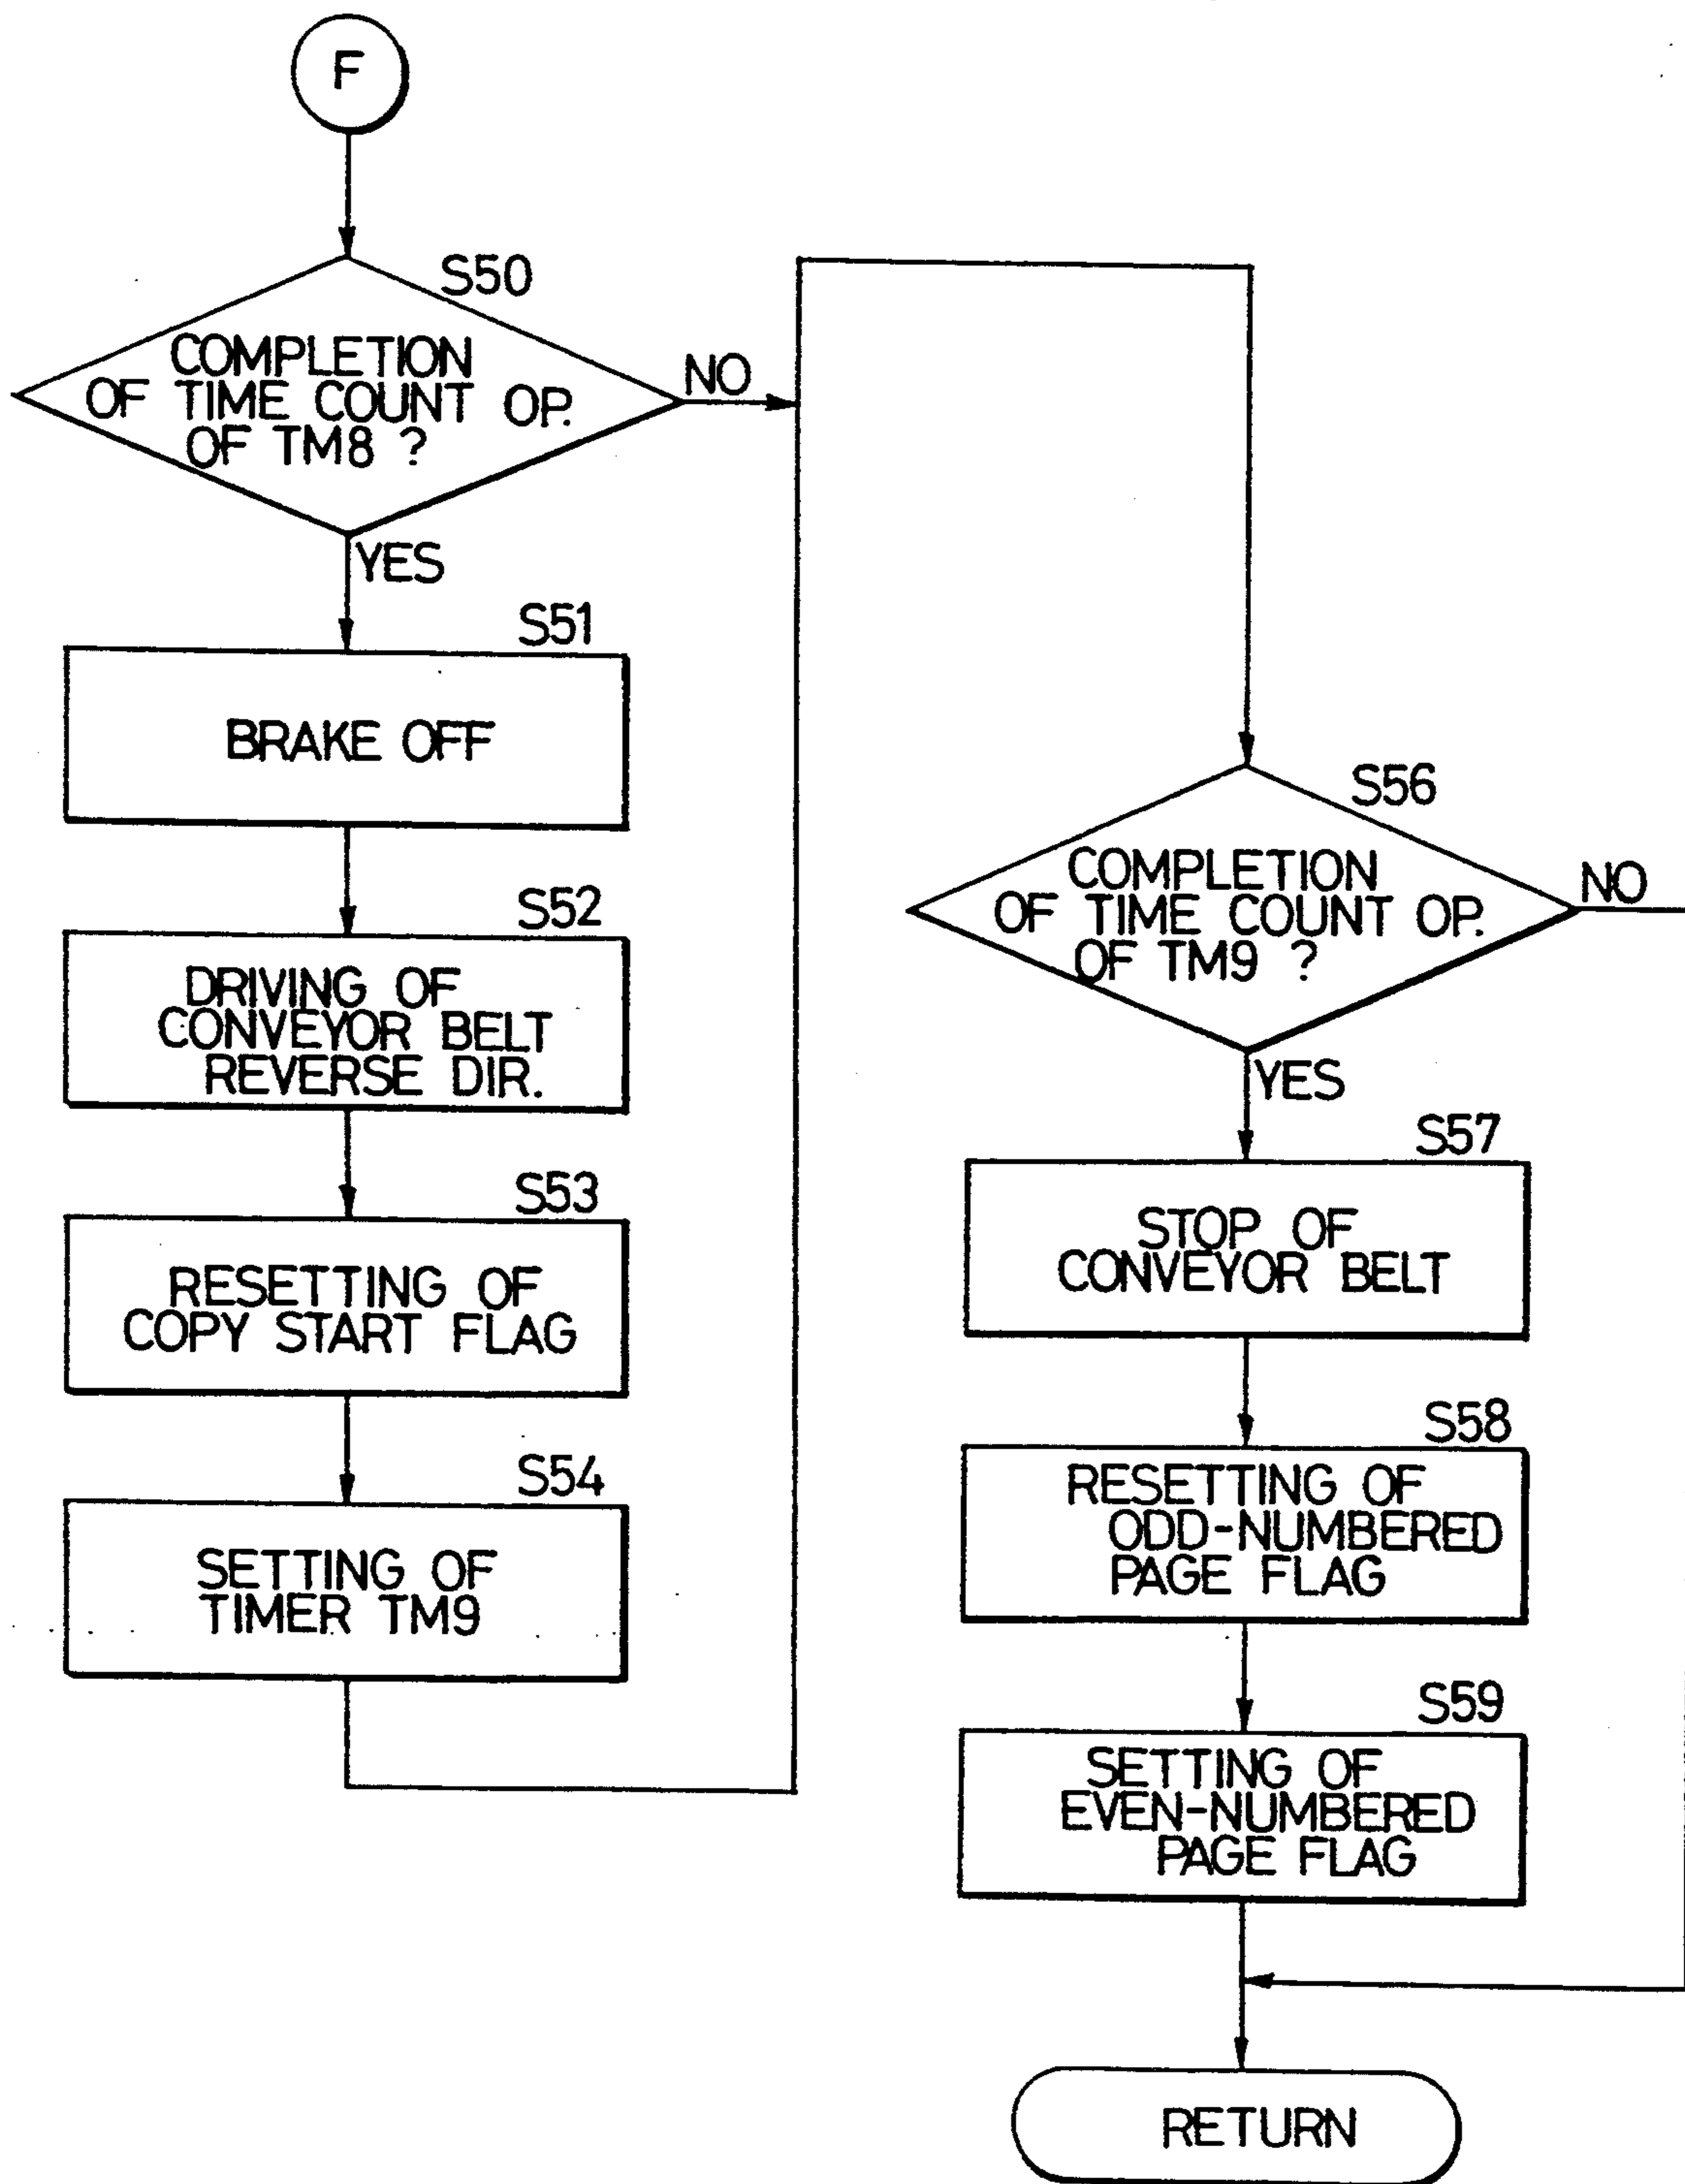 F
S50
COMPLETION
OF TIME COUNT OP.
OF TM8 ?
NO
YES
S51
BRAKE OFF
S52
DRIVING OF
CONVEYOR BELT
REVERSE DIR.
S53
RESETTING OF
COPY START FLAG
S54
SETTING OF
TIMER TM9
S56
COMPLETION
OF TIME COUNT OP.
OF TM9 ?
NO
YES
S57
STOP OF
CONVEYOR BELT
S58
RESETTING OF
ODD-NUMBERED
PAGE FLAG
S59
SETTING OF
EVEN-NUMBERED
PAGE FLAG
RETURN